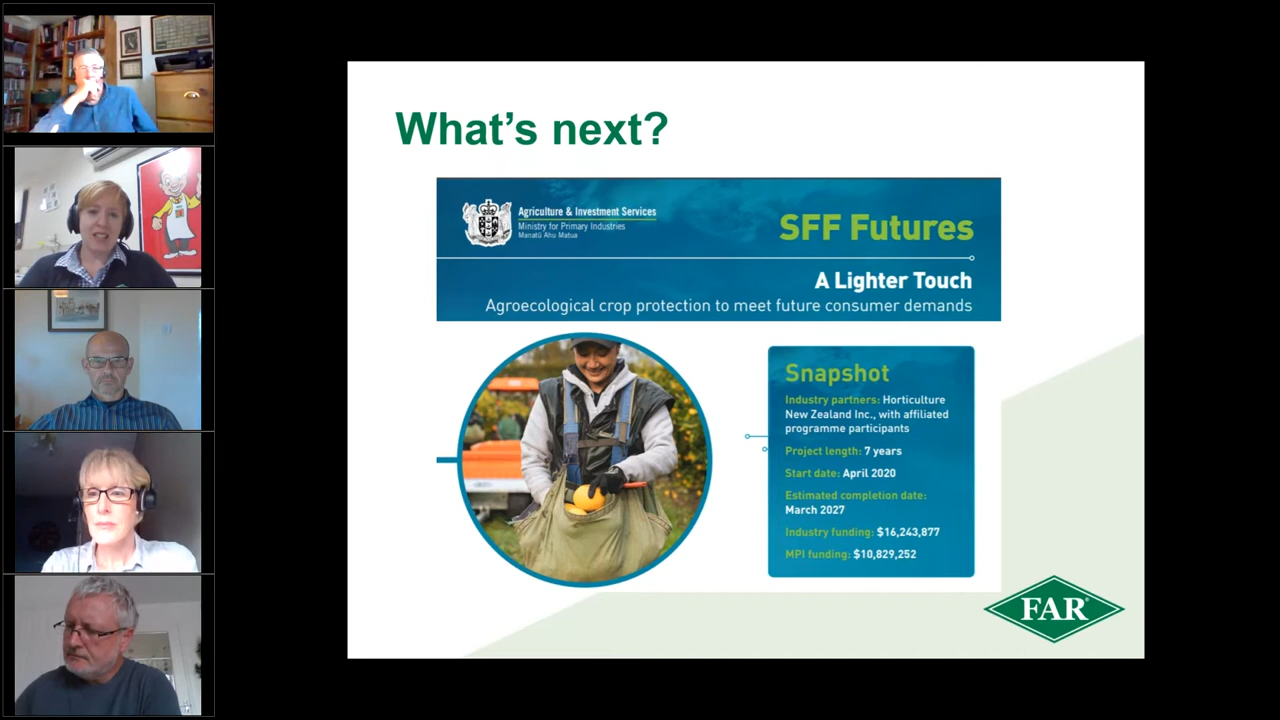 What's next?
Agriculture & Investment Services
Ministry for Primary Industries
Manatū Ahu Matua
SFF Futures
A Lighter Touch
Agroecological crop protection to meet future consumer demands
Snapshot
Industry partners: Horticulture
New Zealand Inc., with affiliated
programme participants
Project length: 7 years
Start date: April 2020
Estimated completion date:
March 2027
Industry funding: $16,243,877
MPI funding: $10,829,252
FAR®